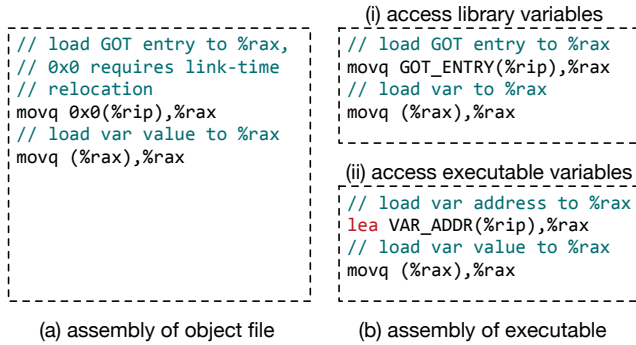 // load GOT entry to %rax,
// 0x0 requires link-time
// relocation
movq 0x0(%rip),%rax
// load var value to %rax
movq (%rax),%rax
(a) assembly of object file
(i) access library variables
// load GOT entry to %rax
movq GOT_ENTRY(%rip),%rax
// load var to %rax
movq (%rax),%rax
(ii) access executable variables
// load var address to %rax
lea VAR_ADDR(%rip),%rax
// load var value to %rax
movq (%rax),%rax
(b) assembly of executable